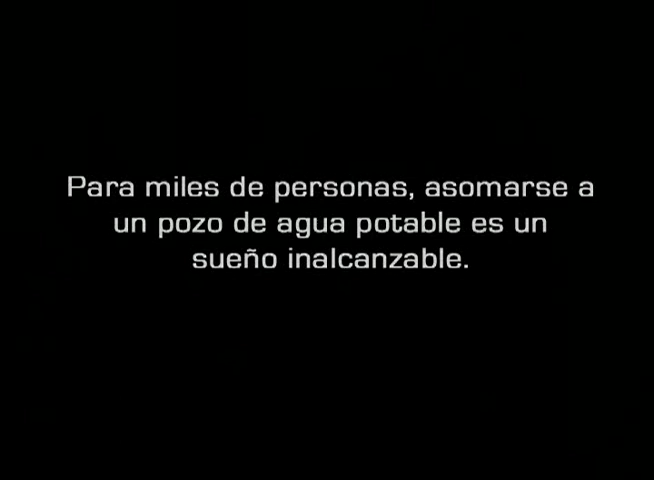 Para miles de personas, asomarse a
un pozo de agua potable es un
sueño inalcanzable.